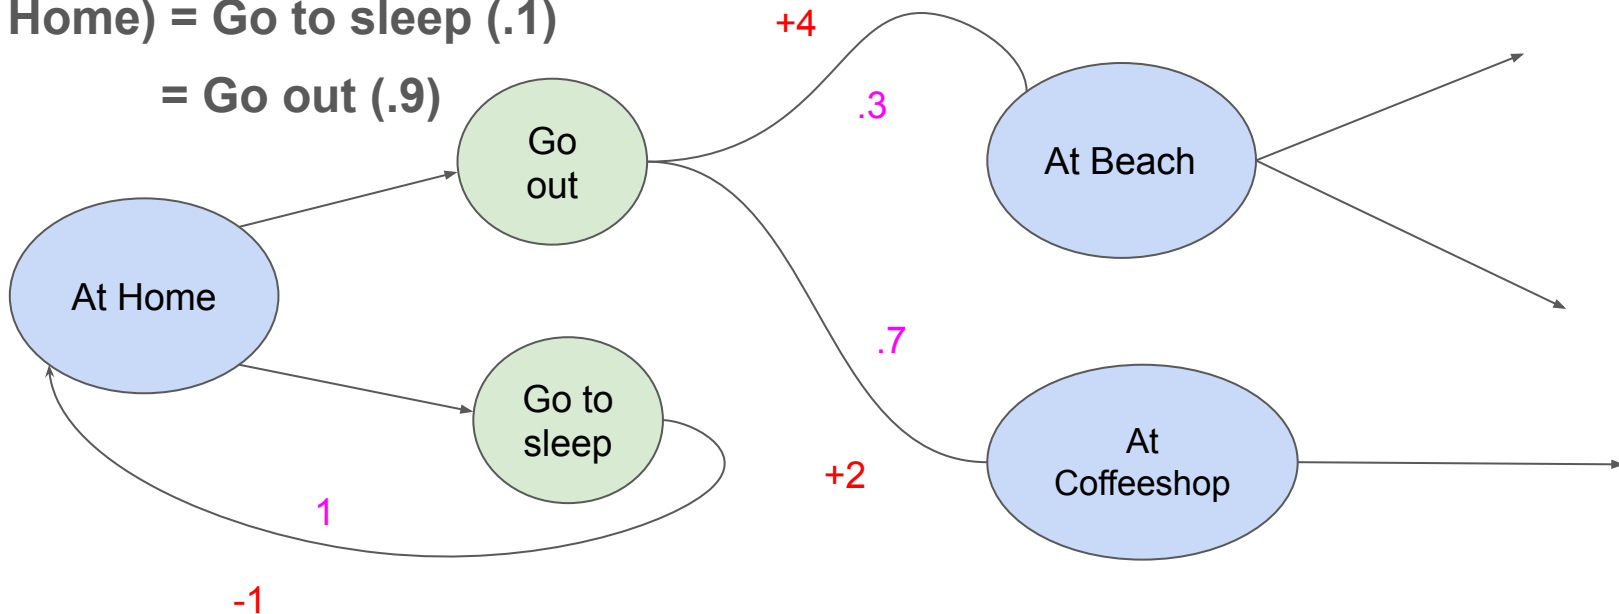 Home) = Go to sleep (.1)
= Go out (.9)
+4
.3
Go
out
At Beach
At Home
.7
Go to
sleep
At
Coffeeshop
+2
1
-1